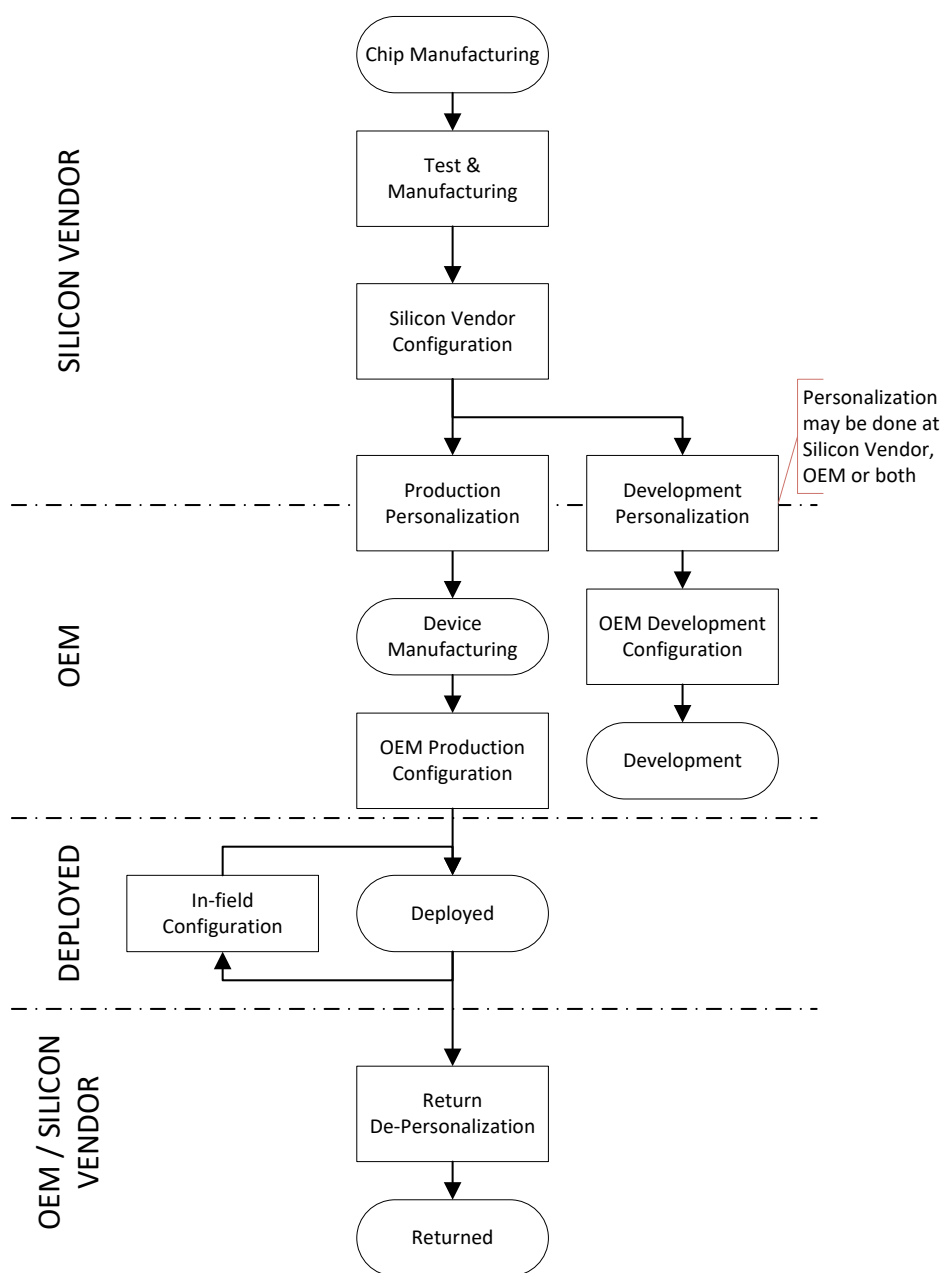 Chip Manufacturing
SILICON VENDOR
Test &
Manufacturing
Silicon Vendor
Configuration
Personalization
may be done at
Silicon Vendor,
OEM or both
Production
Personalization
Development
Personalization
OEM
Device
Manufacturing
OEM Development
Configuration
OEM Production
Configuration
Development
DEPLOYED
In-field
Configuration
Deployed
OEM / SILICON
VENDOR
Return
De-Personalization
Returned